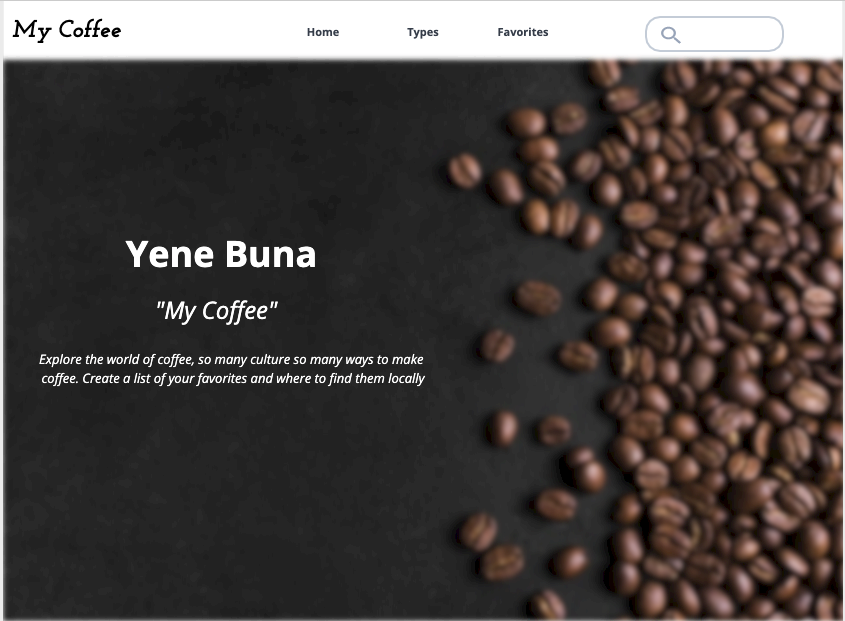 My Coffee
Home Types Favorites
Yene Buna
"My Coffee"
Explore the world of coffee, so many culture so many ways to make
coffee. Create a list of your favorites and where to find them locally